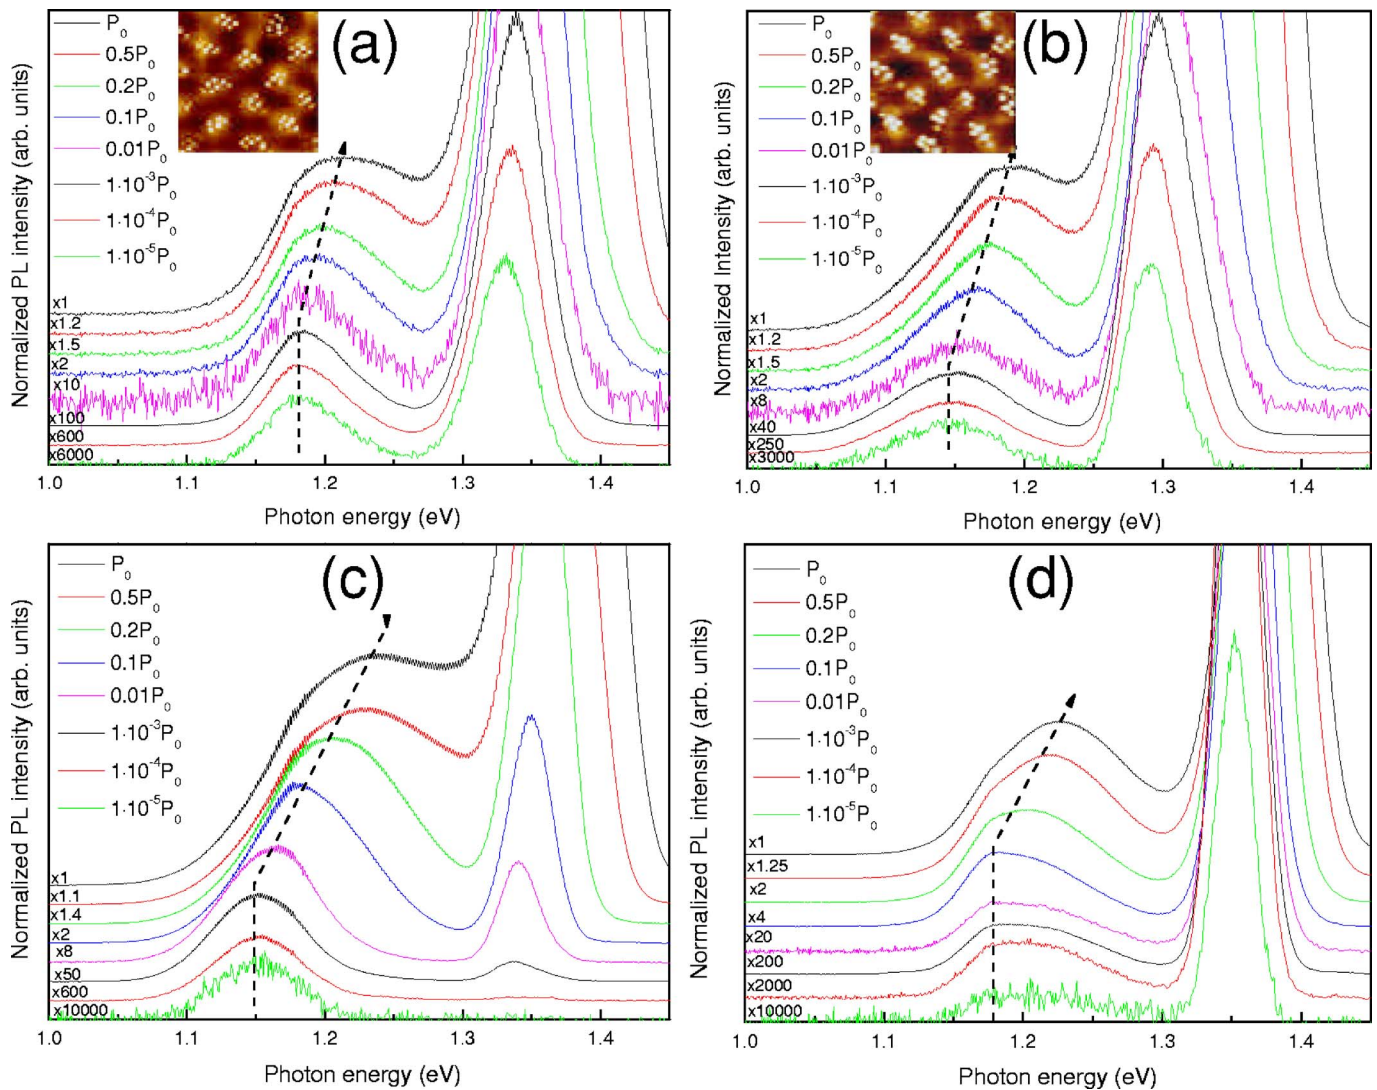 (a)
P₀
0.5P₀
0.2P₀
0.1P₀
0.01P₀
1·10⁻³P₀
1·10⁻⁴P₀
1·10⁻⁵P₀
x1
x1.2
x1.5
x2
x10
x100
x600
x6000
Normalized PL intensity (arb. units)
1.0 1.1 1.2 1.3 1.4
Photon energy (eV)
(b)
P₀
0.5P₀
0.2P₀
0.1P₀
0.01P₀
1·10⁻³P₀
1·10⁻⁴P₀
1·10⁻⁵P₀
x1
x1.2
x1.5
x2
x8
x40
x250
x3000
Normalized Intensity (arb. units)
1.0 1.1 1.2 1.3 1.4
Photon energy (eV)
(c)
P₀
0.5P₀
0.2P₀
0.1P₀
0.01P₀
1·10⁻³P₀
1·10⁻⁴P₀
1·10⁻⁵P₀
x1
x1.1
x1.4
x2
x8
x50
x600
x10000
Normalized PL intensity (arb. units)
1.0 1.1 1.2 1.3 1.4
Photon energy (eV)
(d)
P₀
0.5P₀
0.2P₀
0.1P₀
0.01P₀
1·10⁻³P₀
1·10⁻⁴P₀
1·10⁻⁵P₀
x1
x1.25
x2
x4
x20
x200
x2000
x10000
Normalized PL intensity (arb. units)
1.0 1.1 1.2 1.3 1.4
Photon energy (eV)